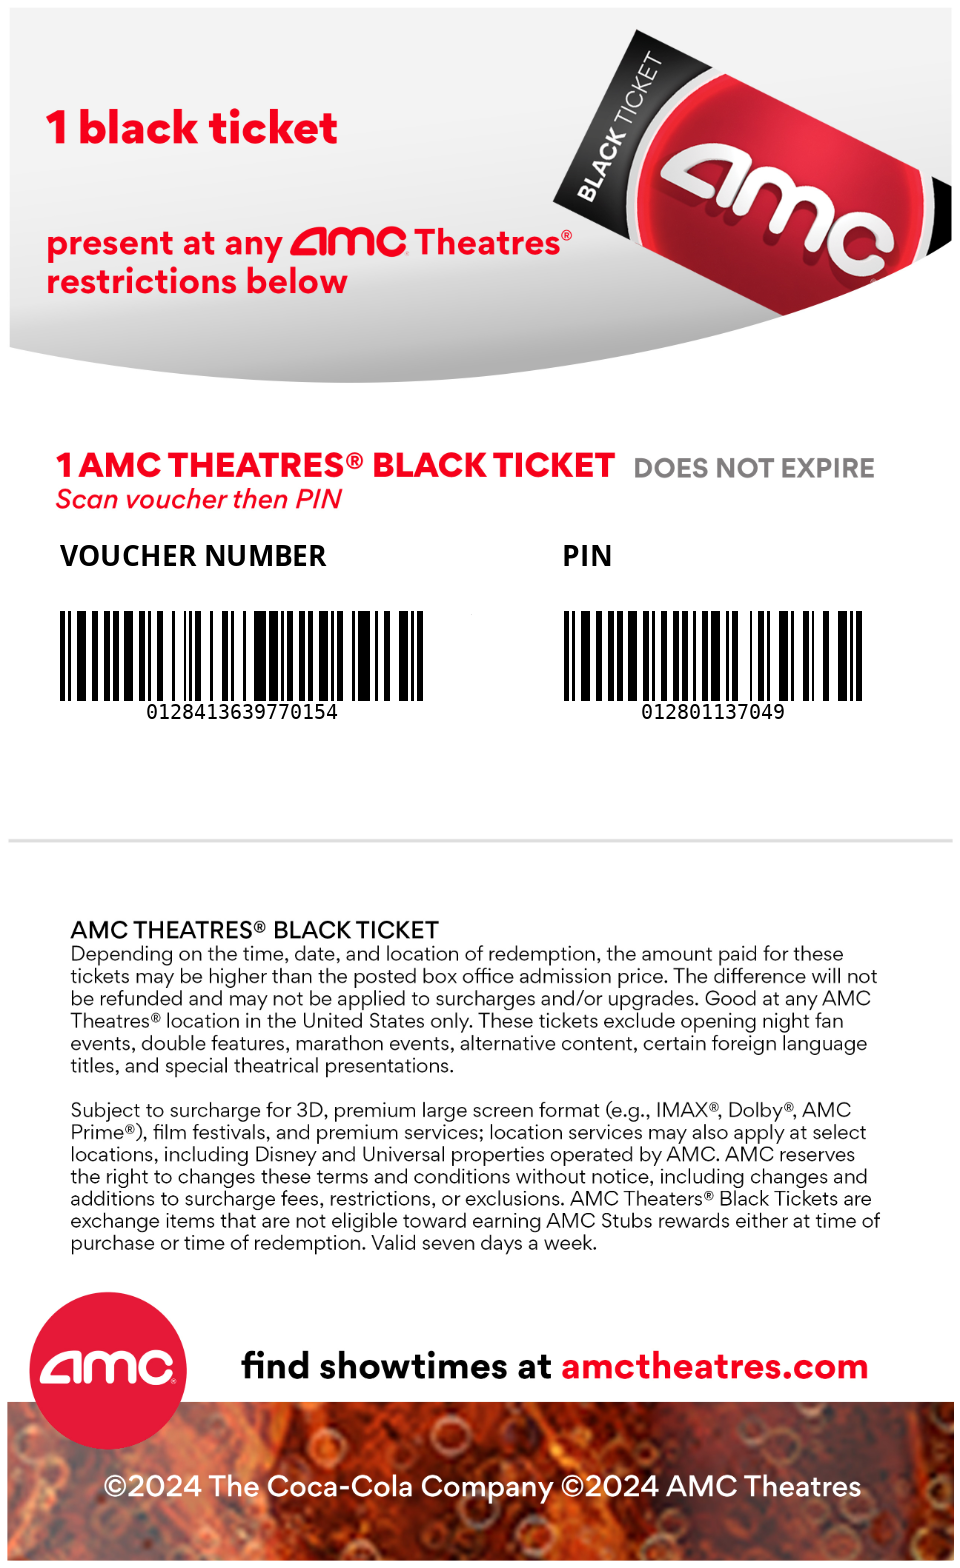 BLACK TICKET
amc
1 black ticket
present at any amc Theatres®
restrictions below
1 AMC THEATRES® BLACK TICKET DOES NOT EXPIRE
Scan voucher then PIN
VOUCHER NUMBER PIN
0128413639770154 012801137049
AMC THEATRES® BLACK TICKET
Depending on the time, date, and location of redemption, the amount paid for these
tickets may be higher than the posted box office admission price. The difference will not
be refunded and may not be applied to surcharges and/or upgrades. Good at any AMC
Theatres® location in the United States only. These tickets exclude opening night fan
events, double features, marathon events, alternative content, certain foreign language
titles, and special theatrical presentations.
Subject to surcharge for 3D, premium large screen format (e.g., IMAX®, Dolby®, AMC
Prime®), film festivals, and premium services; location services may also apply at select
locations, including Disney and Universal properties operated by AMC. AMC reserves
the right to changes these terms and conditions without notice, including changes and
additions to surcharge fees, restrictions, or exclusions. AMC Theaters® Black Tickets are
exchange items that are not eligible toward earning AMC Stubs rewards either at time of
purchase or time of redemption. Valid seven days a week.
amc®
find showtimes at amctheatres.com
©2024 The Coca-Cola Company ©2024 AMC Theatres